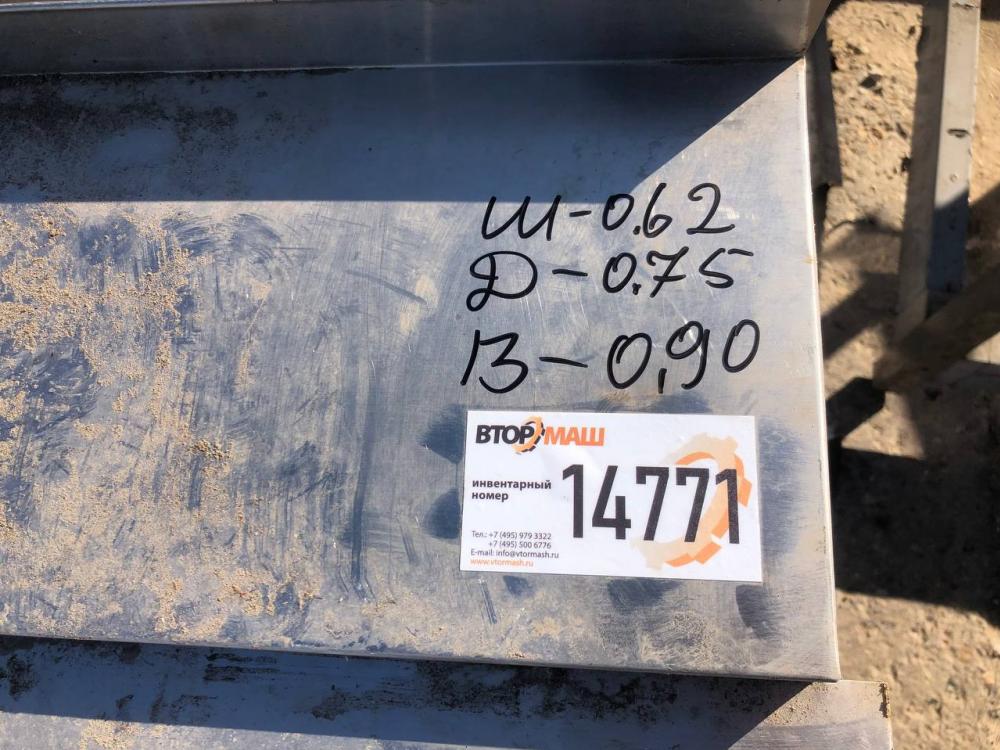 Ш-0.62
Д-0.75
В-0,90
ВТОРМАШ
инвентарный
номер
14771
Тел.: +7 (495) 979 3322
+7 (495) 500 6776
E-mail: info@vtormash.ru
www.vtormash.ru